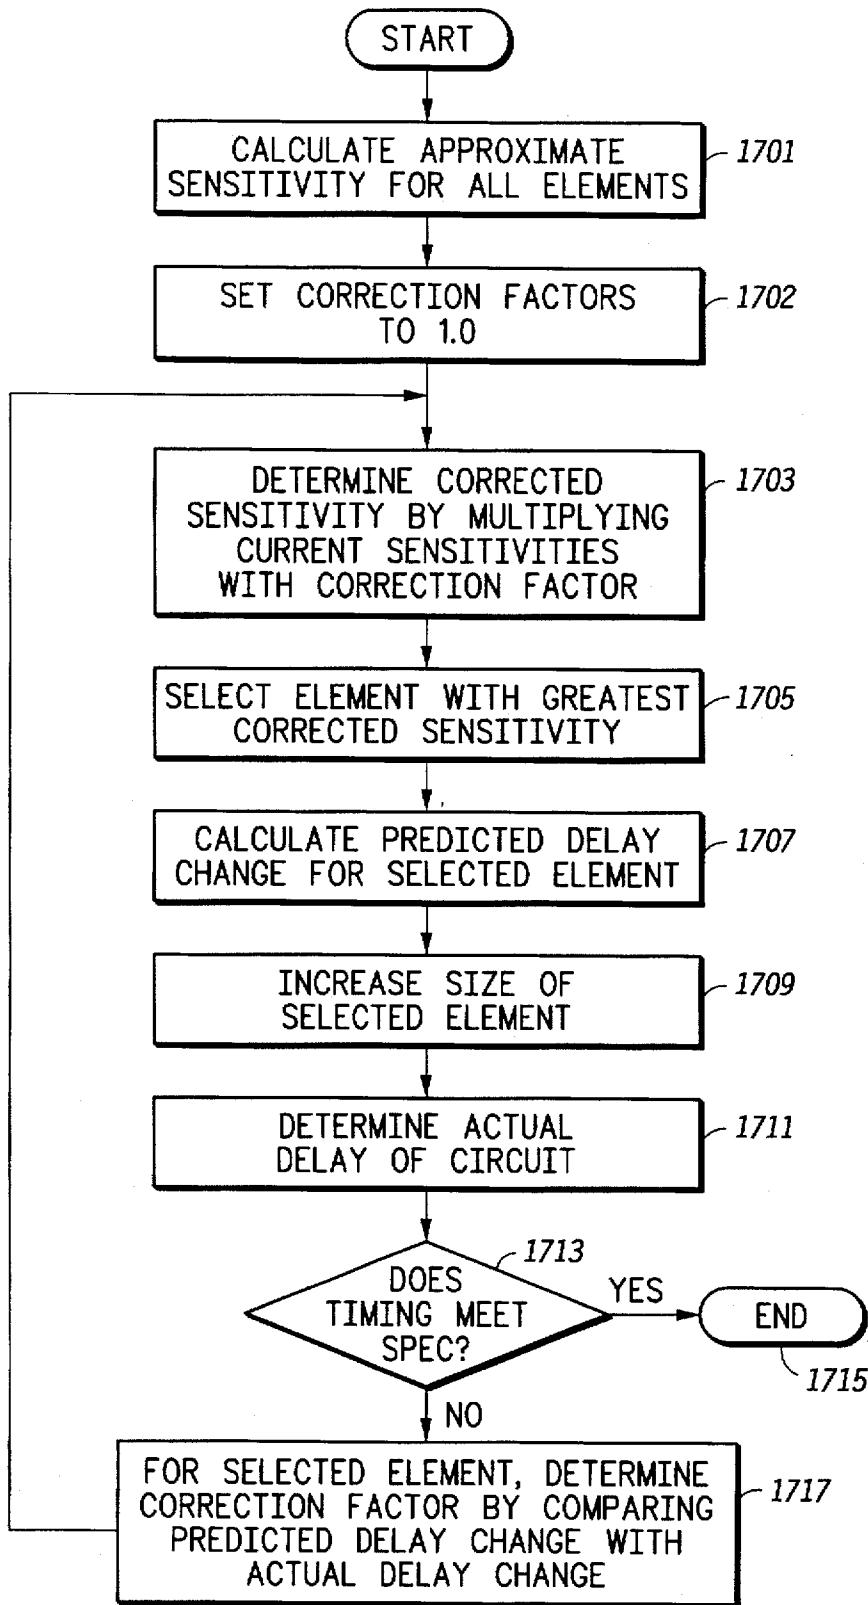 START
CALCULATE APPROXIMATE
SENSITIVITY FOR ALL ELEMENTS
1701
SET CORRECTION FACTORS
TO 1.0
1702
DETERMINE CORRECTED
SENSITIVITY BY MULTIPLYING
CURRENT SENSITIVITIES
WITH CORRECTION FACTOR
1703
SELECT ELEMENT WITH GREATEST
CORRECTED SENSITIVITY
1705
CALCULATE PREDICTED DELAY
CHANGE FOR SELECTED ELEMENT
1707
INCREASE SIZE OF
SELECTED ELEMENT
1709
DETERMINE ACTUAL
DELAY OF CIRCUIT
1711
DOES
TIMING MEET
SPEC?
1713
YES
END
1715
NO
FOR SELECTED ELEMENT, DETERMINE
CORRECTION FACTOR BY COMPARING
PREDICTED DELAY CHANGE WITH
ACTUAL DELAY CHANGE
1717